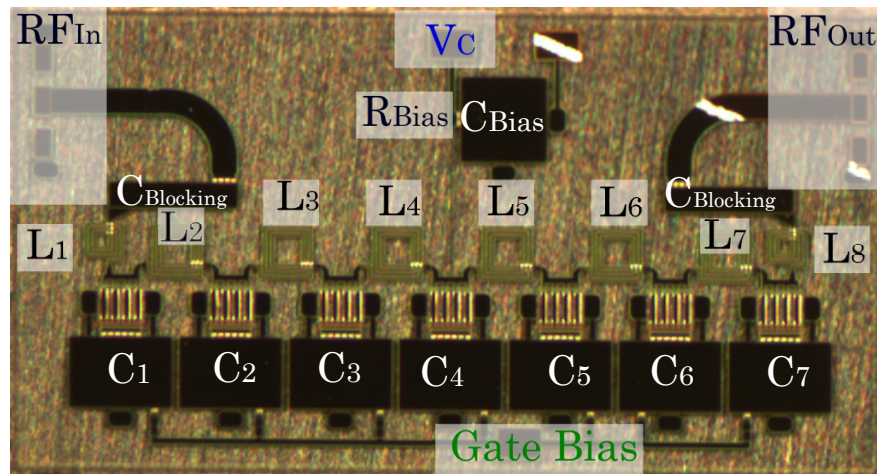 RFIn
VC
RFOut
RBias
CBias
CBlocking
CBlocking
L1
L2
L3
L4
L5
L6
L7
L8
C1
C2
C3
C4
C5
C6
C7
Gate Bias